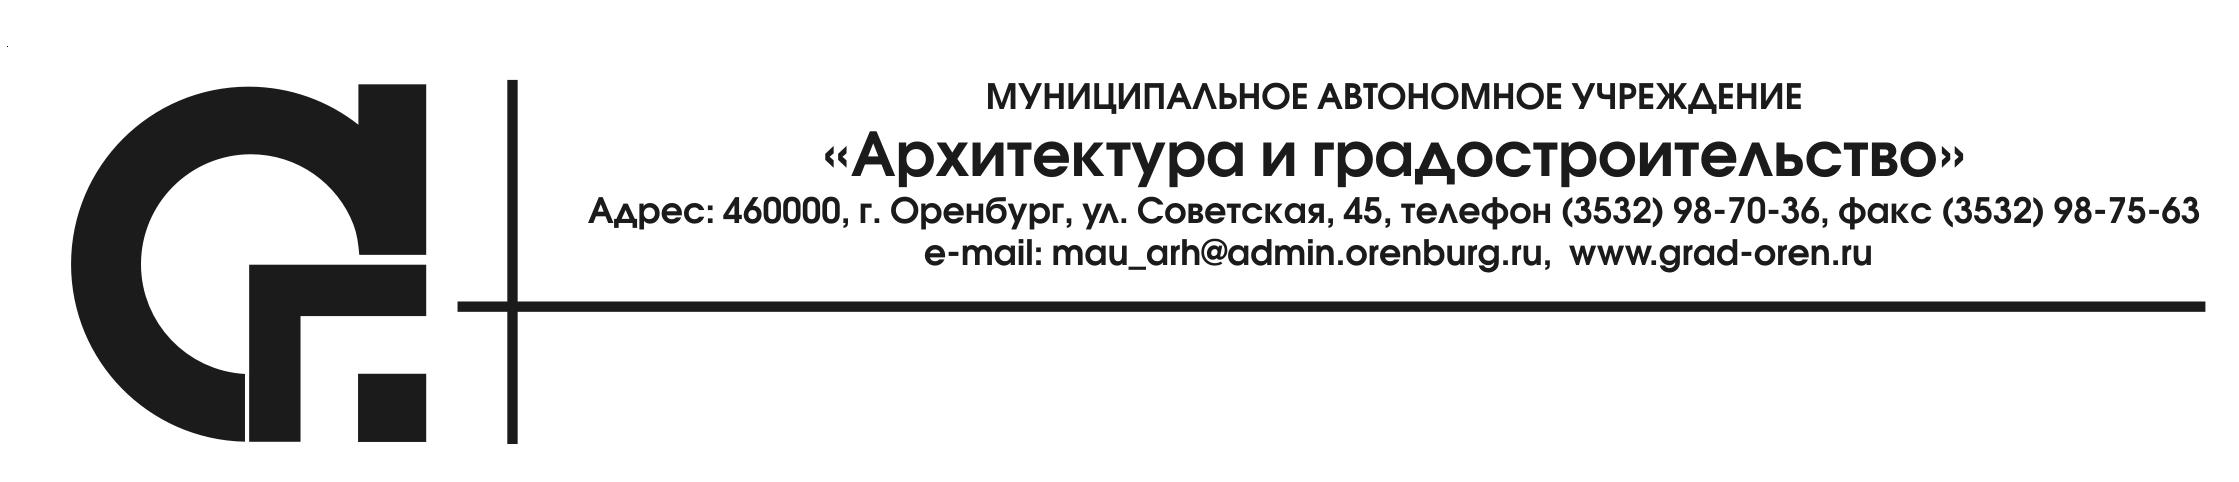 МУНИЦИПАЛЬНОЕ АВТОНОМНОЕ УЧРЕЖДЕНИЕ
«Архитектура и градостроительство»
Адрес: 460000, г. Оренбург, ул. Советская, 45, телефон (3532) 98-70-36, факс (3532) 98-75-63
e-mail: mau_arh@admin.orenburg.ru, www.grad-oren.ru